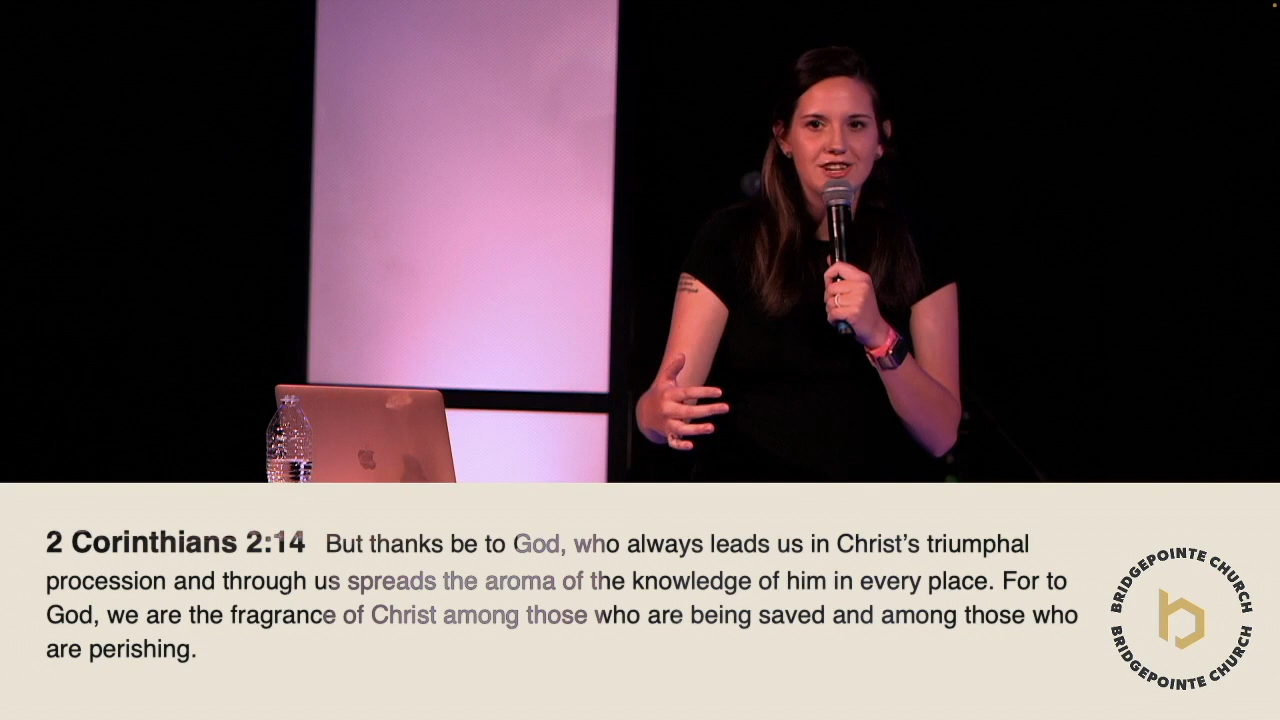 2 Corinthians 2:14 But thanks be to God, who always leads us in Christ’s triumphal
procession and through us spreads the aroma of the knowledge of him in every place. For to
God, we are the fragrance of Christ among those who are being saved and among those who
are perishing.
BRIDGEPOINTE CHURCH
BRIDGEPOINTE CHURCH